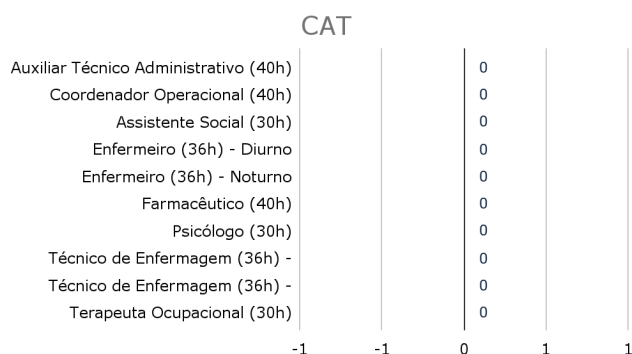 CAT
Auxiliar Técnico Administrativo (40h) 0
Coordenador Operacional (40h) 0
Assistente Social (30h) 0
Enfermeiro (36h) - Diurno 0
Enfermeiro (36h) - Noturno 0
Farmacêutico (40h) 0
Psicólogo (30h) 0
Técnico de Enfermagem (36h) - 0
Técnico de Enfermagem (36h) - 0
Terapeuta Ocupacional (30h) 0
-1 -1 0 1 1